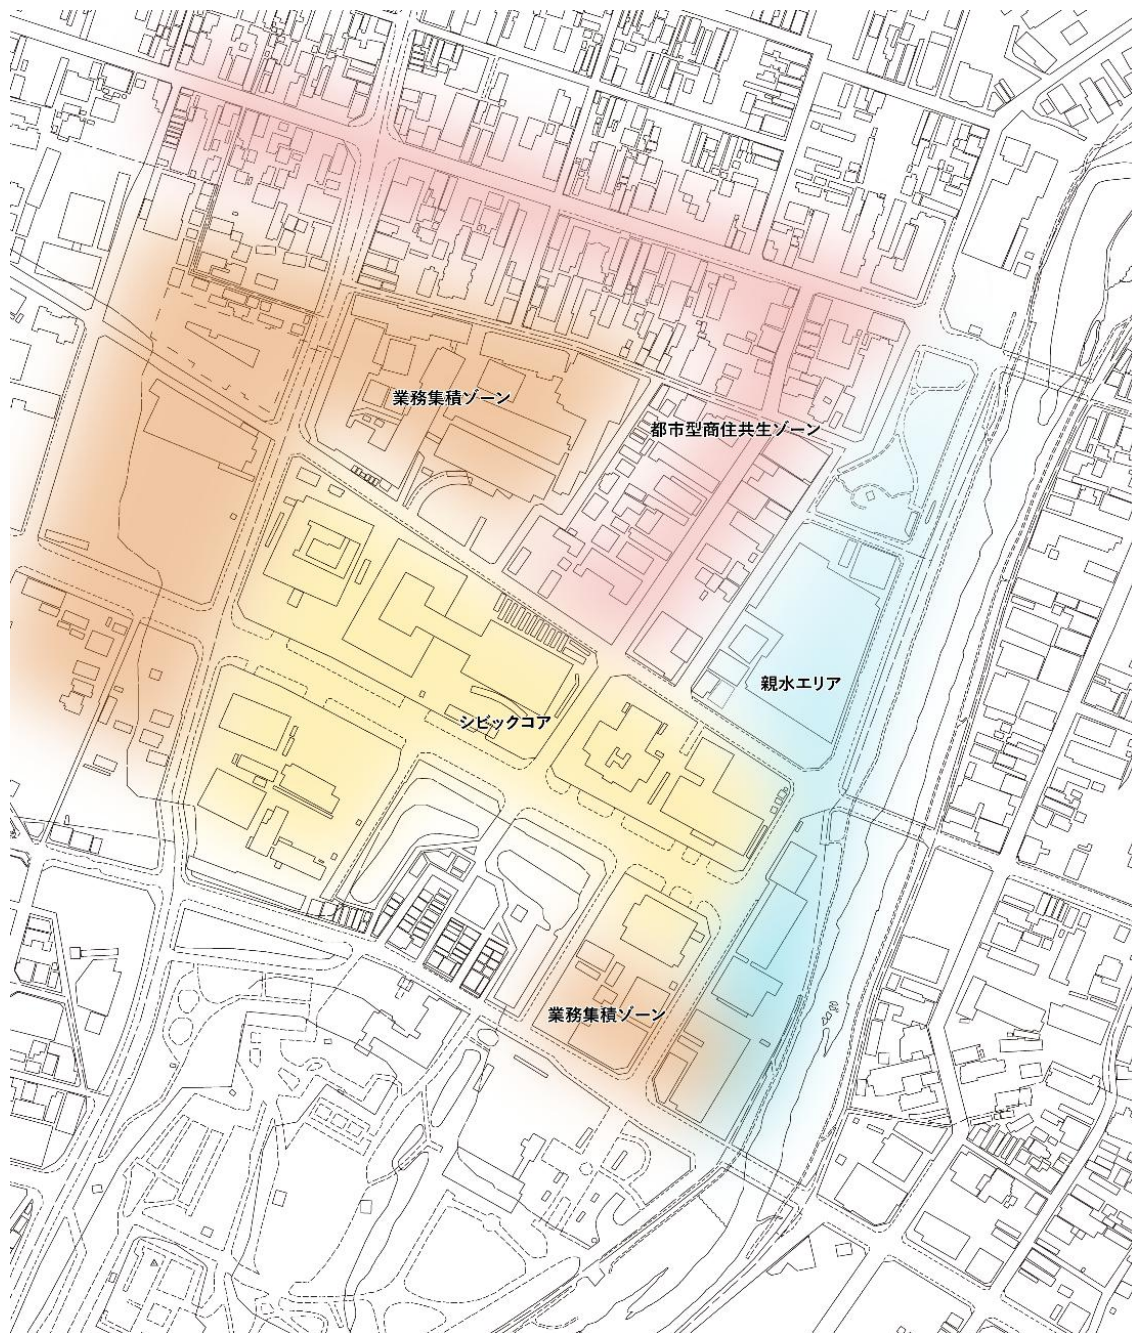 業務集積ゾーン
都市型商住共生ゾーン
親水エリア
シビックコア
業務集積ゾーン